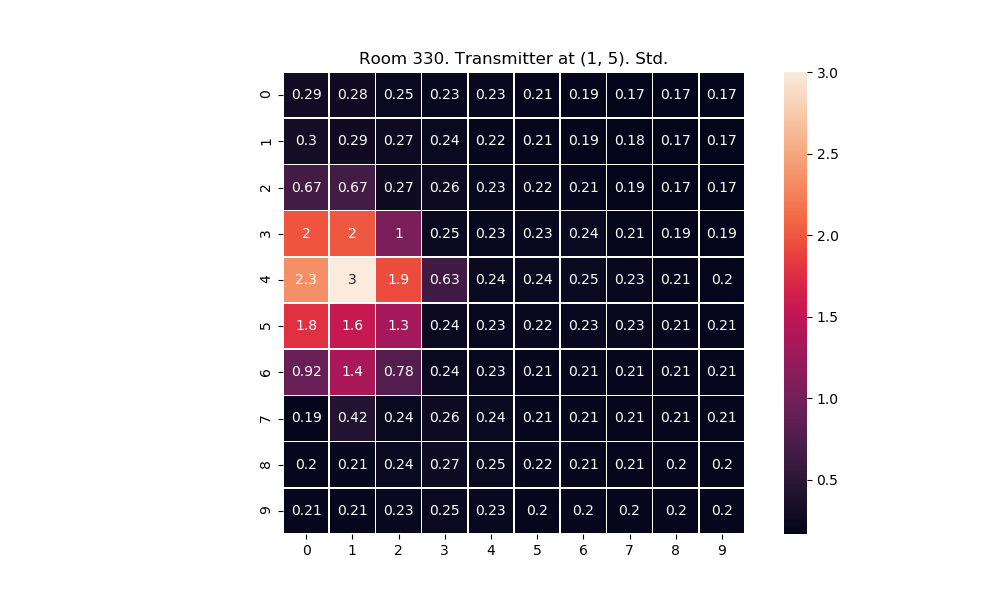 Room 330. Transmitter at (1, 5). Std.
0 0.29 0.28 0.25 0.23 0.23 0.21 0.19 0.17 0.17 0.17
1 0.3 0.29 0.27 0.24 0.22 0.21 0.19 0.18 0.17 0.17
2 0.67 0.67 0.27 0.26 0.23 0.22 0.21 0.19 0.17 0.17
3 2 2 1 0.25 0.23 0.23 0.24 0.21 0.19 0.19
4 2.3 3 1.9 0.63 0.24 0.24 0.25 0.23 0.21 0.2
5 1.8 1.6 1.3 0.24 0.23 0.22 0.23 0.23 0.21 0.21
6 0.92 1.4 0.78 0.24 0.23 0.21 0.21 0.21 0.21 0.21
7 0.19 0.42 0.24 0.26 0.24 0.21 0.21 0.21 0.21 0.21
8 0.2 0.21 0.24 0.27 0.25 0.22 0.21 0.21 0.2 0.2
9 0.21 0.21 0.23 0.25 0.23 0.2 0.2 0.2 0.2 0.2
0 1 2 3 4 5 6 7 8 9
3.0
2.5
2.0
1.5
1.0
0.5